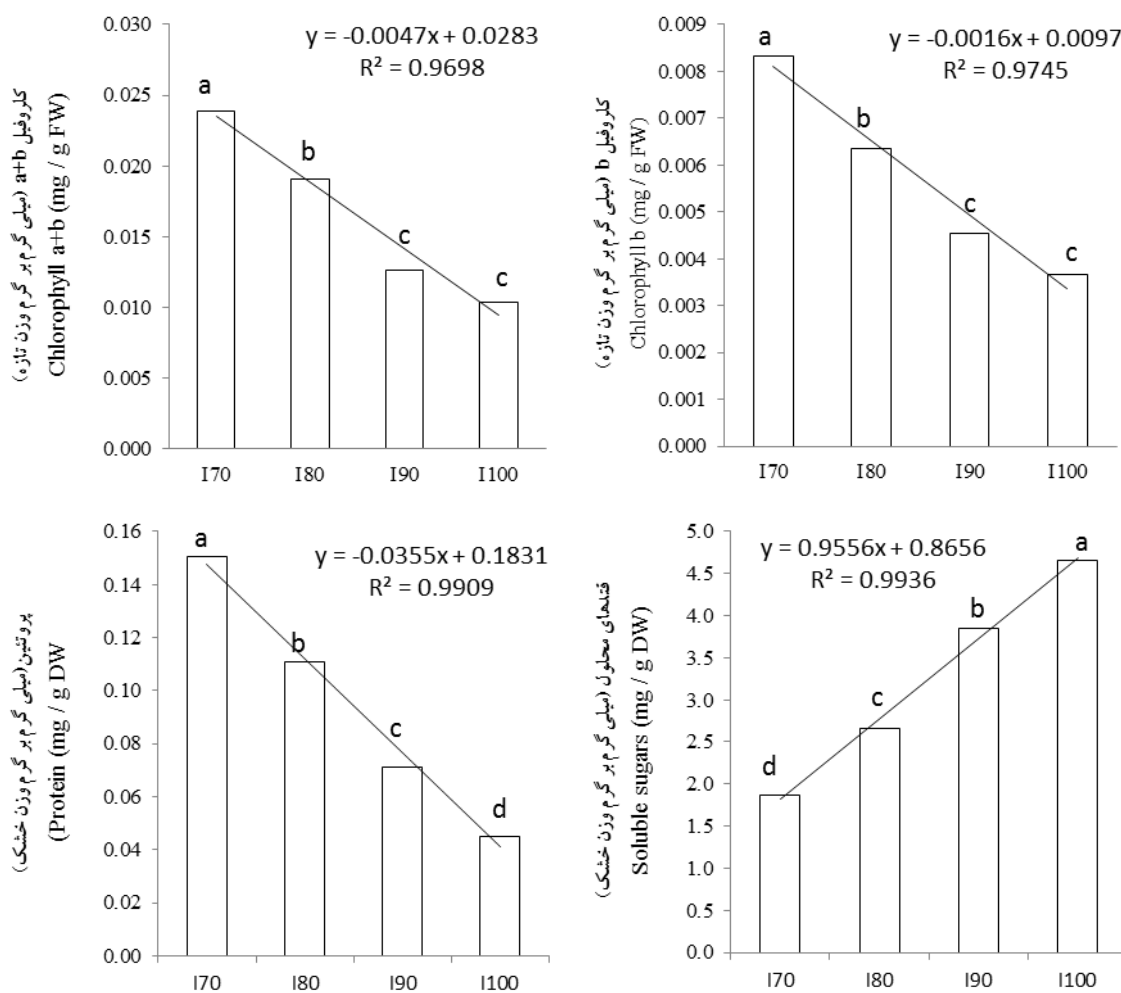 0.030
0.025
0.020
0.015
0.010
0.005
0.000
کلروفیل a+b (میلی گرم بر گرم وزن تازه)
Chlorophyll a+b (mg / g FW)
y = -0.0047x + 0.0283
R² = 0.9698
a
b
c
c
I70 I80 I90 I100
0.009
0.008
0.007
0.006
0.005
0.004
0.003
0.002
0.001
0.000
کلروفیل b (میلی گرم بر گرم وزن تازه)
Chlorophyll b (mg / g FW)
y = -0.0016x + 0.0097
R² = 0.9745
a
b
c
c
I70 I80 I90 I100
0.16
0.14
0.12
0.10
0.08
0.06
0.04
0.02
0.00
پروتئین (میلی گرم بر گرم وزن خشک)
(Protein (mg / g DW
y = -0.0355x + 0.1831
R² = 0.9909
a
b
c
d
I70 I80 I90 I100
5.0
4.5
4.0
3.5
3.0
2.5
2.0
1.5
1.0
0.5
0.0
قندهای محلول (میلی گرم بر گرم وزن خشک)
Soluble sugars (mg / g DW)
y = 0.9556x + 0.8656
R² = 0.9936
d
c
b
a
I70 I80 I90 I100